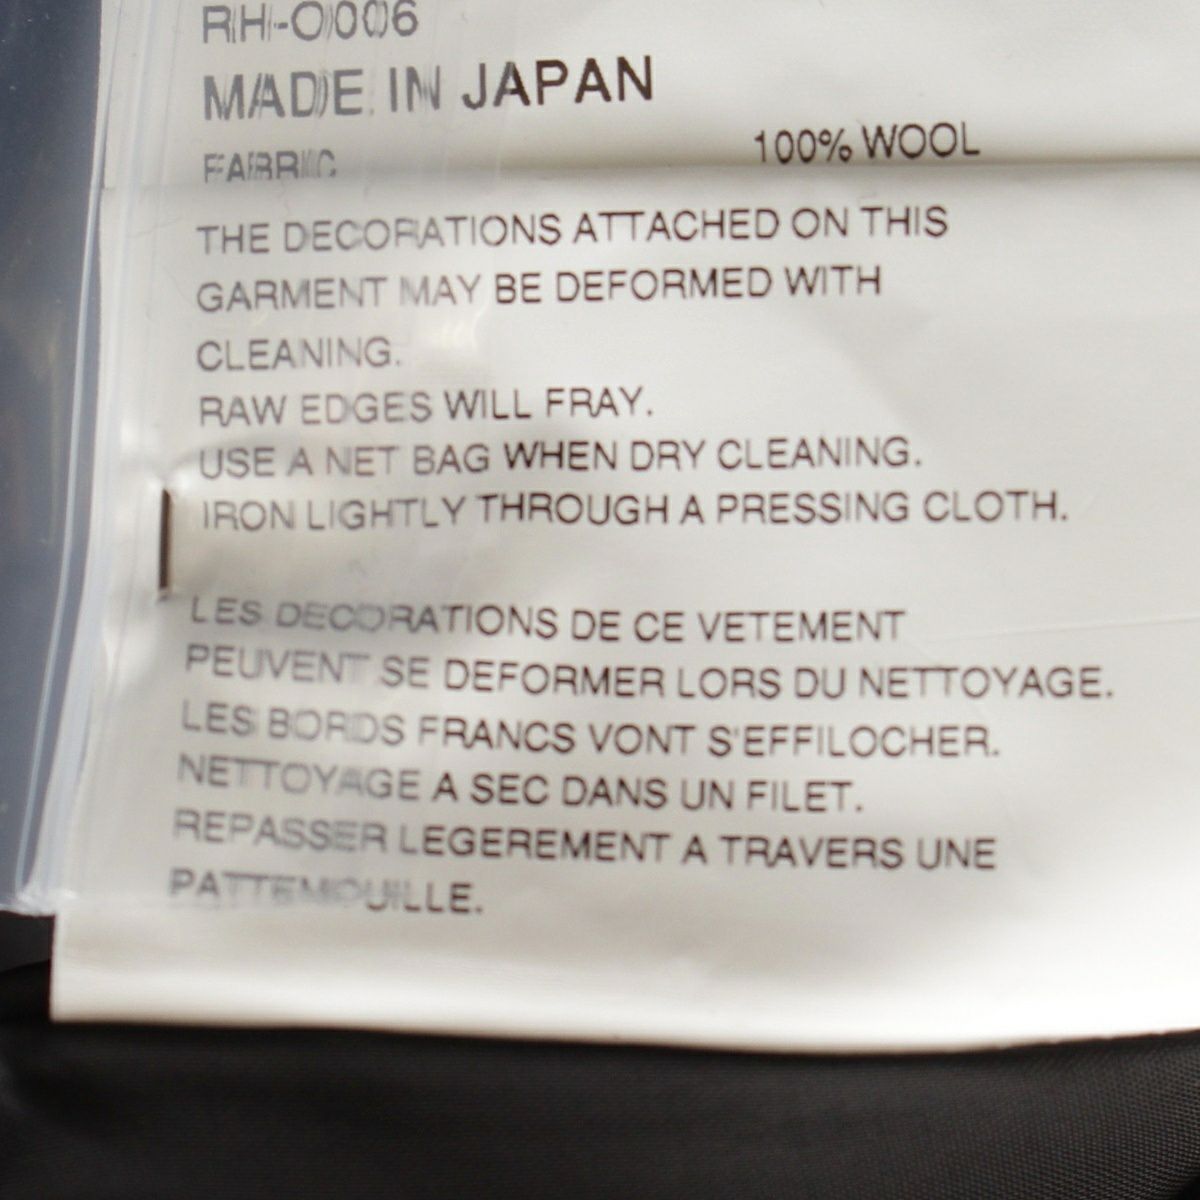 RH-O006
MADE IN JAPAN
FABRIC 100% WOOL
THE DECORATIONS ATTACHED ON THIS
GARMENT MAY BE DEFORMED WITH
CLEANING.
RAW EDGES WILL FRAY.
USE A NET BAG WHEN DRY CLEANING.
IRON LIGHTLY THROUGH A PRESSING CLOTH.
LES DECORATIONS DE CE VETEMENT
PEUVENT SE DEFORMER LORS DU NETTOYAGE.
LES BORDS FRANCS VONT S'EFFILOCHER.
NETTOYAGE A SEC DANS UN FILET.
REPASSER LEGEREMENT A TRAVERS UNE
PATTEMOUILLE.